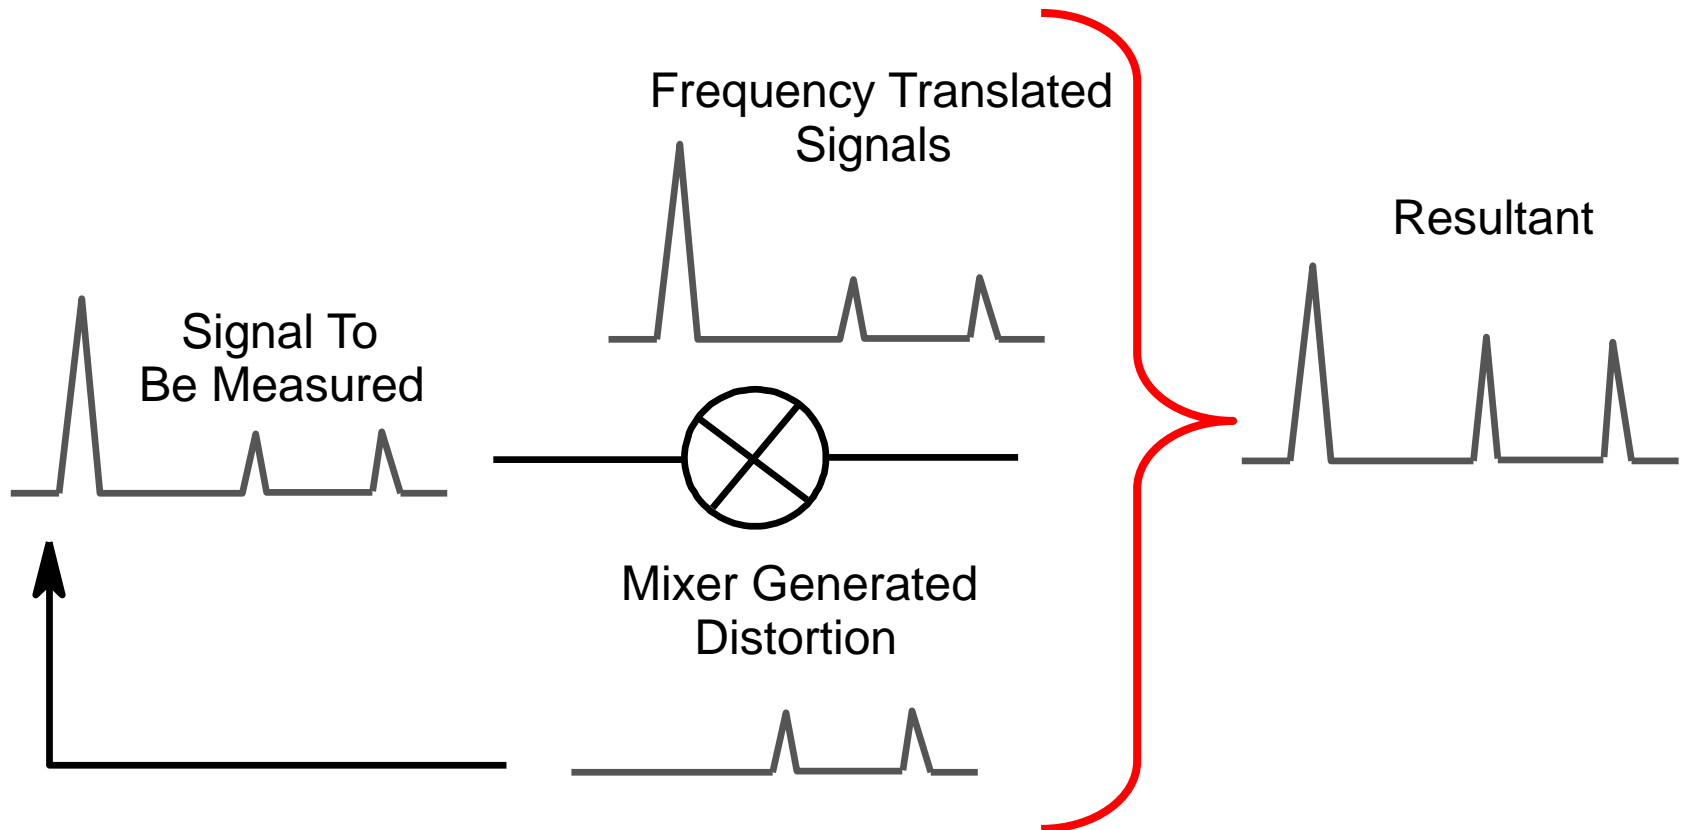 Frequency Translated
Signals
Resultant
Signal To
Be Measured
Mixer Generated
Distortion